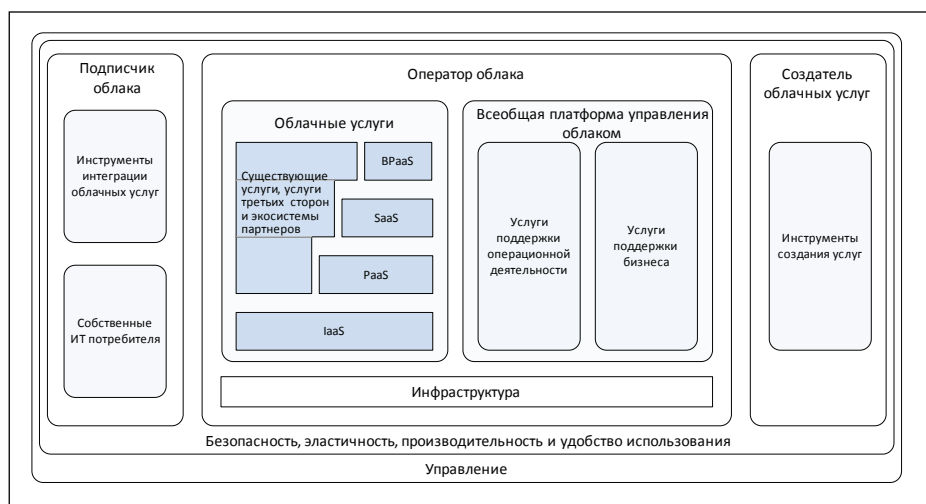 Подписчик
облака
Инструменты
интеграции
облачных услуг
Собственные
ИТ потребителя
Оператор облака
Облачные услуги
Существующие
услуги, услуги
третьих сторон
и экосистемы
партнеров
BPaaS
SaaS
PaaS
IaaS
Всеобщая платформа управления
облаком
Услуги
поддержки
операционной
деятельности
Услуги
поддержки
бизнеса
Инфраструктура
Создатель
облачных услуг
Инструменты
создания услуг
Безопасность, эластичность, производительность и удобство использования
Управление